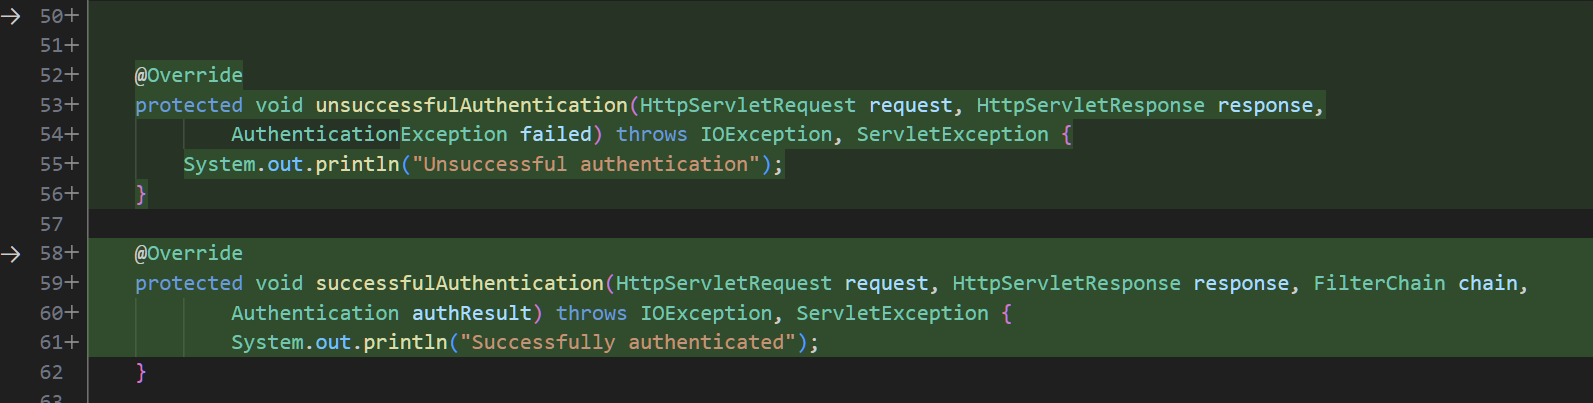 50+
51+
52+ @Override
53+ protected void unsuccessfulAuthentication(HttpServletRequest request, HttpServletResponse response,
54+ AuthenticationException failed) throws IOException, ServletException {
55+ System.out.println("Unsuccessful authentication");
56+ }
57
58+ @Override
59+ protected void successfulAuthentication(HttpServletRequest request, HttpServletResponse response, FilterChain chain,
60+ Authentication authResult) throws IOException, ServletException {
61+ System.out.println("Successfully authenticated");
62 }
63